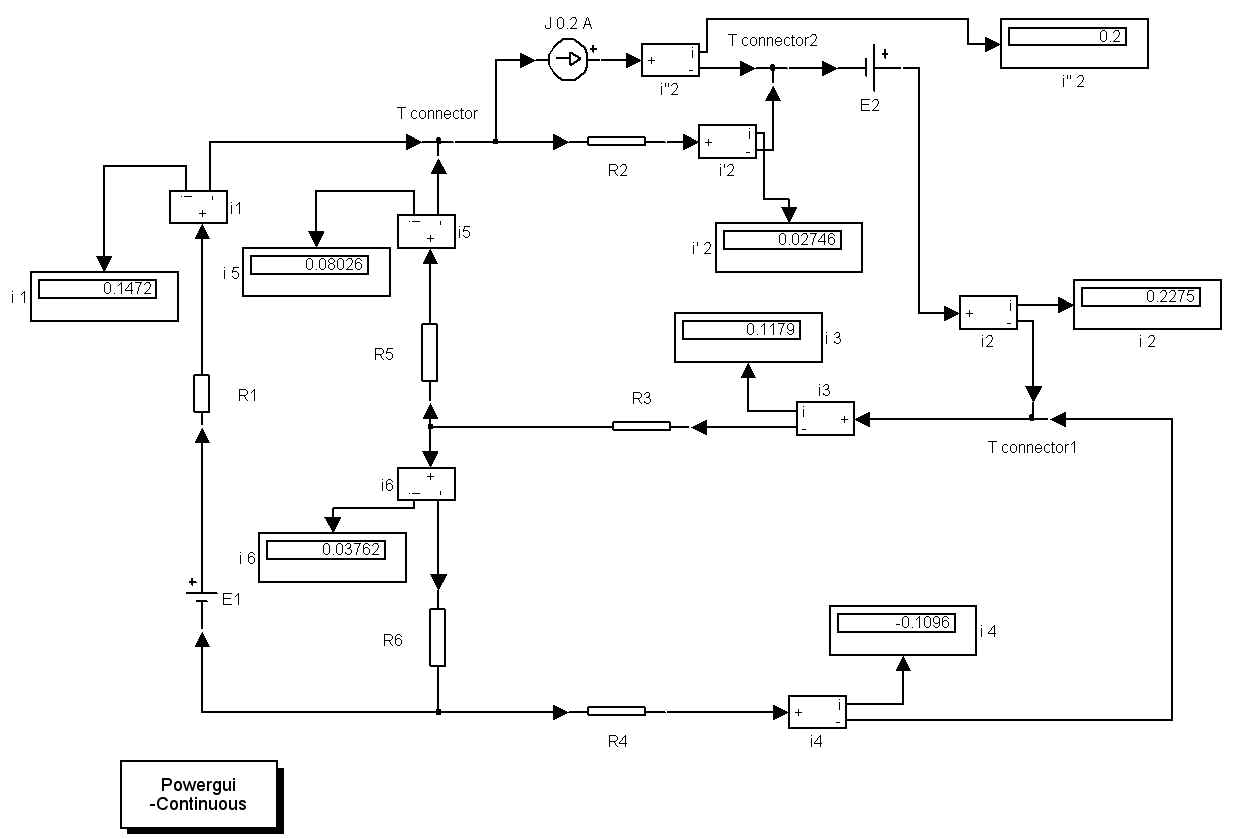 J 0.2 A
+
T connector2
0.2
i
+
-
+
i"2
E2
i" 2
T connector
i
+
-
R2
i'2
i1
+
i5
+
i' 2
0.02746
i 5
0.08026
i 1
0.1472
0.2275
i
+
-
i2
i 2
0.1179
i 3
R5
R1
R3
i3
i
+
-
T connector1
i6
+
i 6
0.03762
+
E1
-0.1096
i 4
R6
i
+
-
R4
i4
Powergui
-Continuous